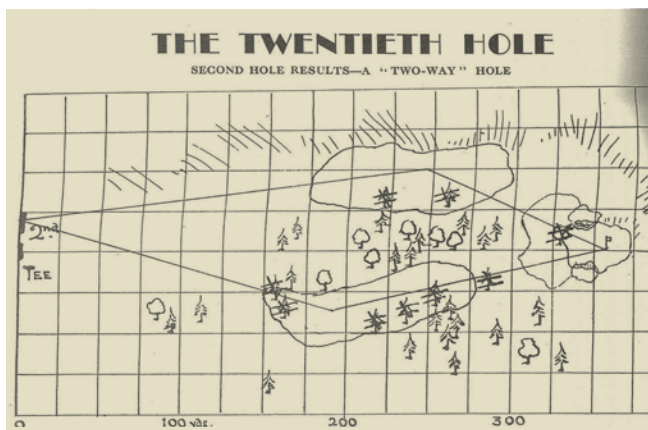 THE TWENTIETH HOLE
SECOND HOLE RESULTS—A "TWO-WAY" HOLE
2nd.
TEE
0 100 yds. 200 300